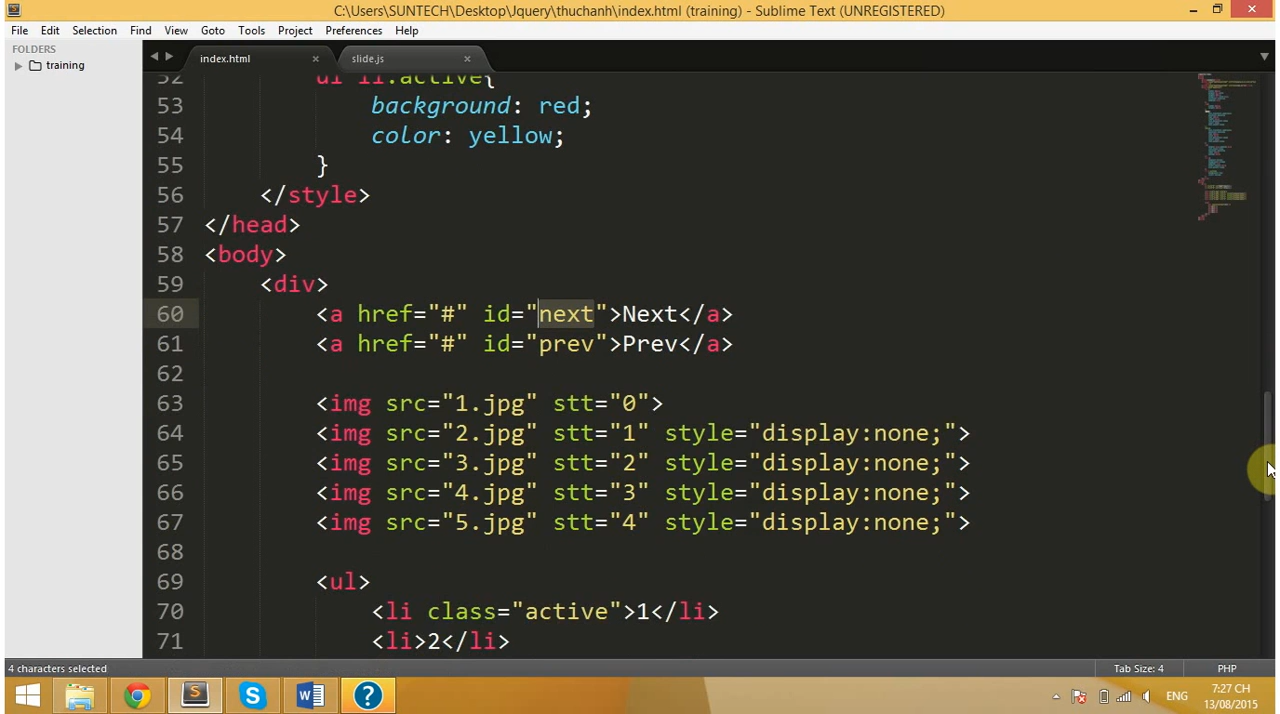 C:\Users\SUNTECH\Desktop\Jquery\thuchanh\index.html (training) - Sublime Text (UNREGISTERED)
File Edit Selection Find View Goto Tools Project Preferences Help
FOLDERS
training
index.html
slide.js
52 ul li.active{
53 background: red;
54 color: yellow;
55 }
56 </style>
57 </head>
58 <body>
59 <div>
60 <a href="#" id="next">Next</a>
61 <a href="#" id="prev">Prev</a>
62
63 <img src="1.jpg" stt="0">
64 <img src="2.jpg" stt="1" style="display:none;">
65 <img src="3.jpg" stt="2" style="display:none;">
66 <img src="4.jpg" stt="3" style="display:none;">
67 <img src="5.jpg" stt="4" style="display:none;">
68
69 <ul>
70 <li class="active">1</li>
71 <li>2</li>
4 characters selected
Tab Size: 4
PHP
ENG
7:27 CH
13/08/2015